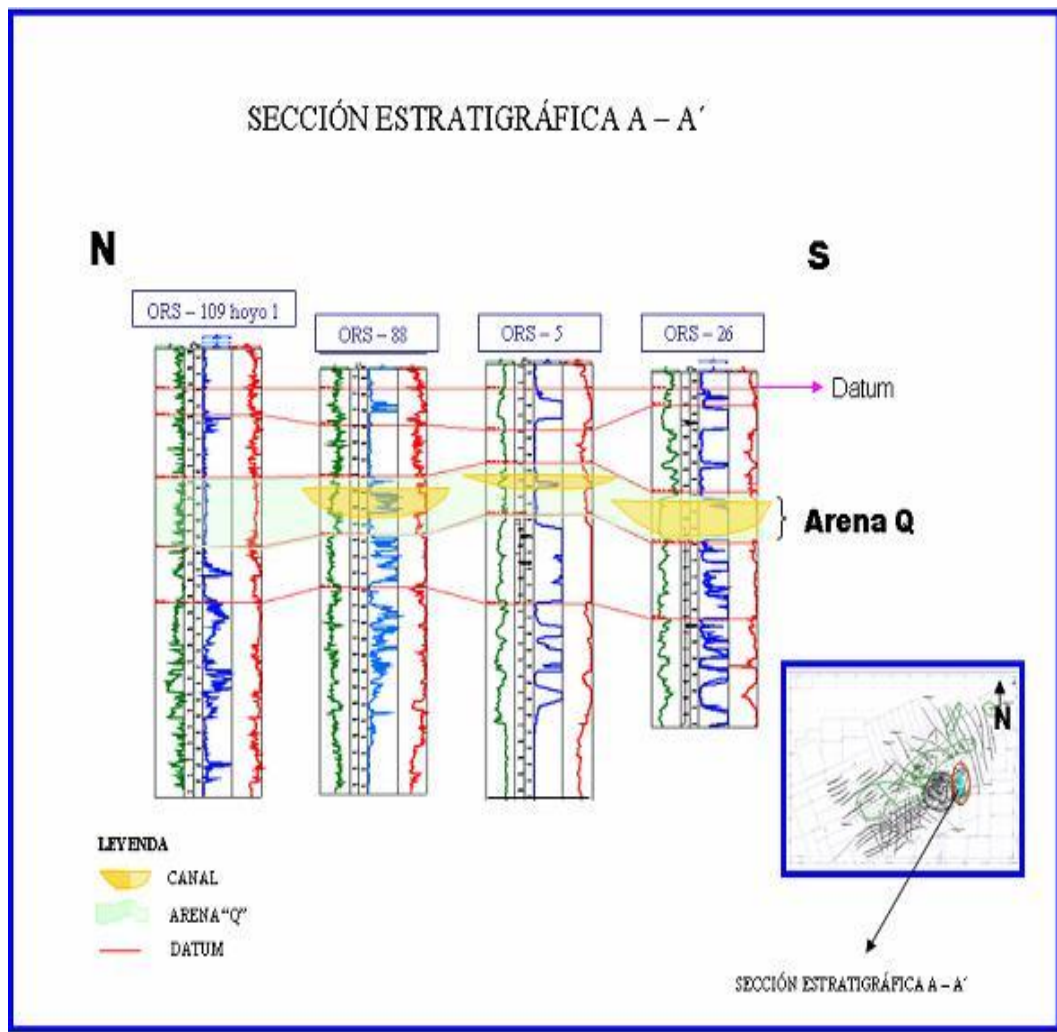 SECCIÓN ESTRATIGRÁFICA A – A´
N
S
ORS – 109 hoyo 1
ORS – 88
ORS – 5
ORS – 26
Datum
Arena Q
N
LEYENDA
CANAL
ARENA “Q”
DATUM
SECCIÓN ESTRATIGRÁFICA A – A´